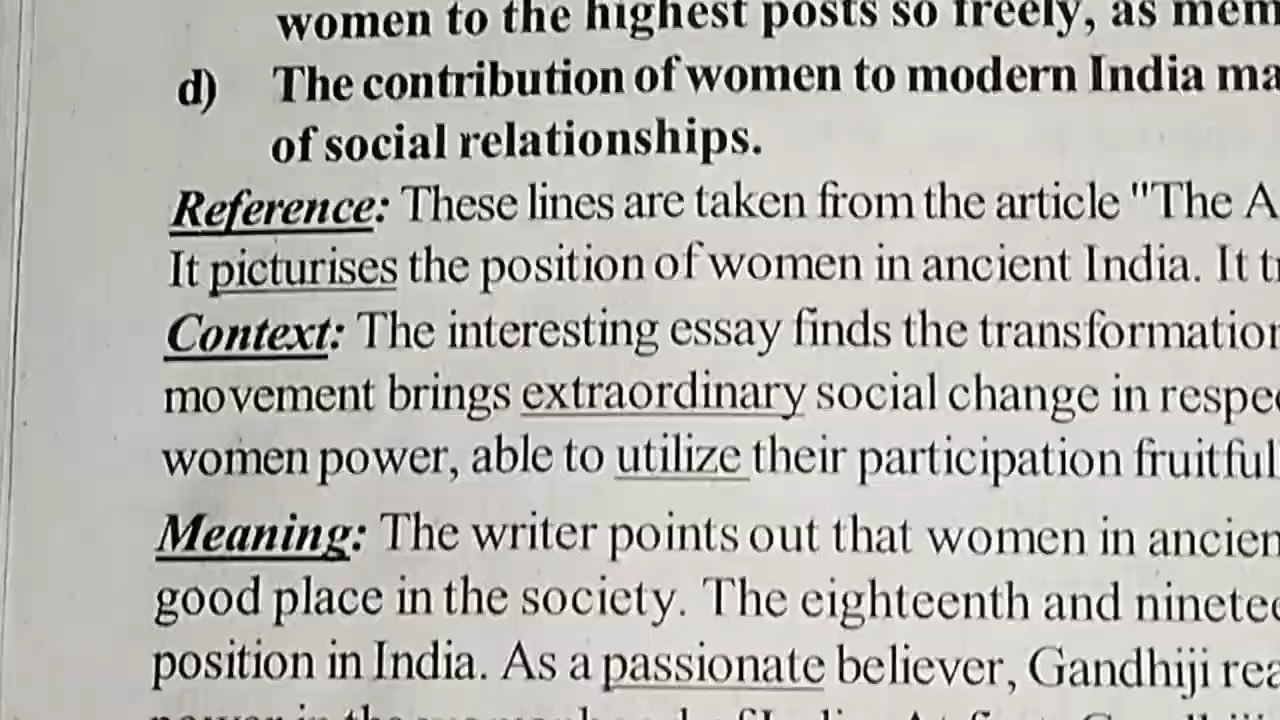 women to the highest posts so freely, as mem
d) The contribution of women to modern India ma
of social relationships.
Reference: These lines are taken from the article "The A
It picturises the position of women in ancient India. It tr
Context: The interesting essay finds the transformation
movement brings extraordinary social change in respec
women power, able to utilize their participation fruitful
Meaning: The writer points out that women in ancien
good place in the society. The eighteenth and ninetee
position in India. As a passionate believer, Gandhiji rea